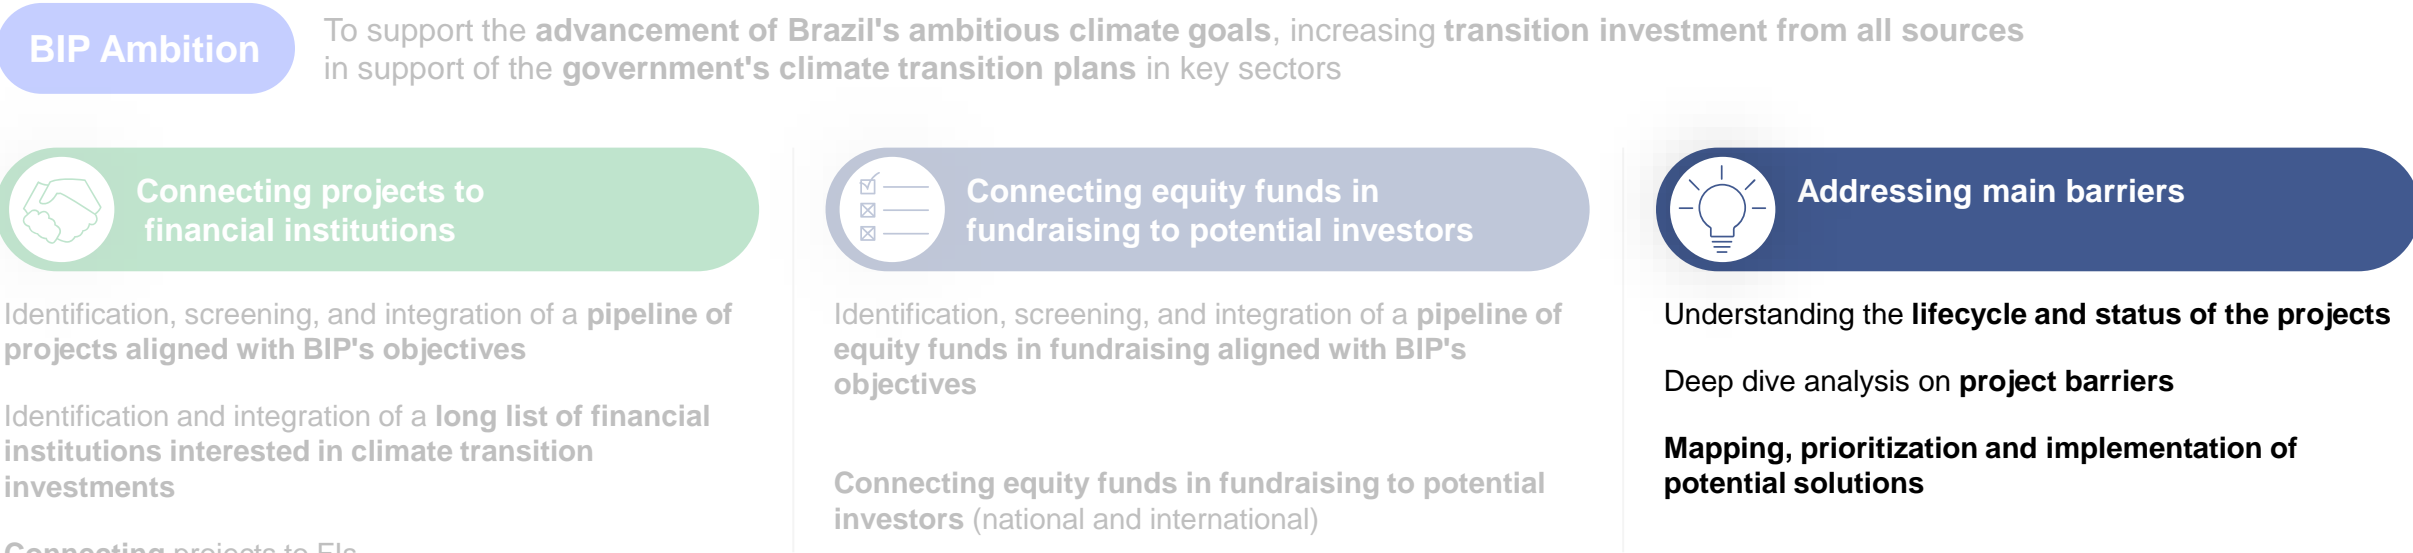 BIP Ambition
To support the advancement of Brazil's ambitious climate goals, increasing transition investment from all sources
in support of the government's climate transition plans in key sectors
Connecting projects to
financial institutions
Identification, screening, and integration of a pipeline of
projects aligned with BIP's objectives
Identification and integration of a long list of financial
institutions interested in climate transition
investments
Connecting projects to FIs
Connecting equity funds in
fundraising to potential investors
Identification, screening, and integration of a pipeline of
equity funds in fundraising aligned with BIP's
objectives
Connecting equity funds in fundraising to potential
investors (national and international)
Addressing main barriers
Understanding the lifecycle and status of the projects
Deep dive analysis on project barriers
Mapping, prioritization and implementation of
potential solutions